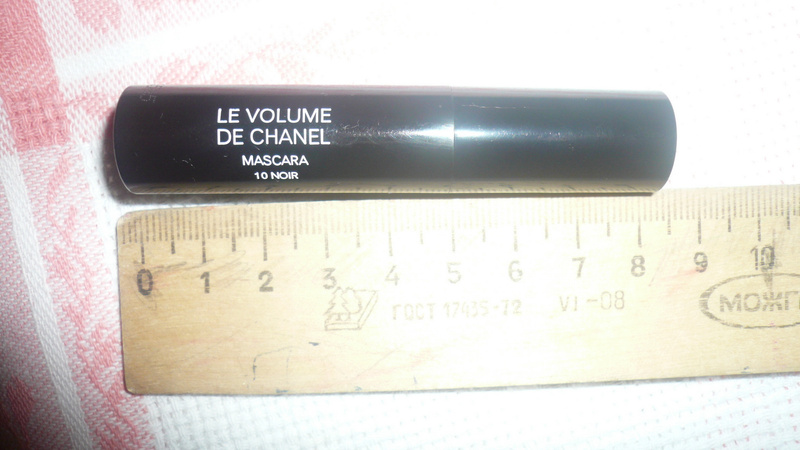 LE VOLUME
DE CHANEL
MASCARA
10 NOIR
0 1 2 3 4 5 6 7 8 9 10
ГОСТ 17435-72 VI-08